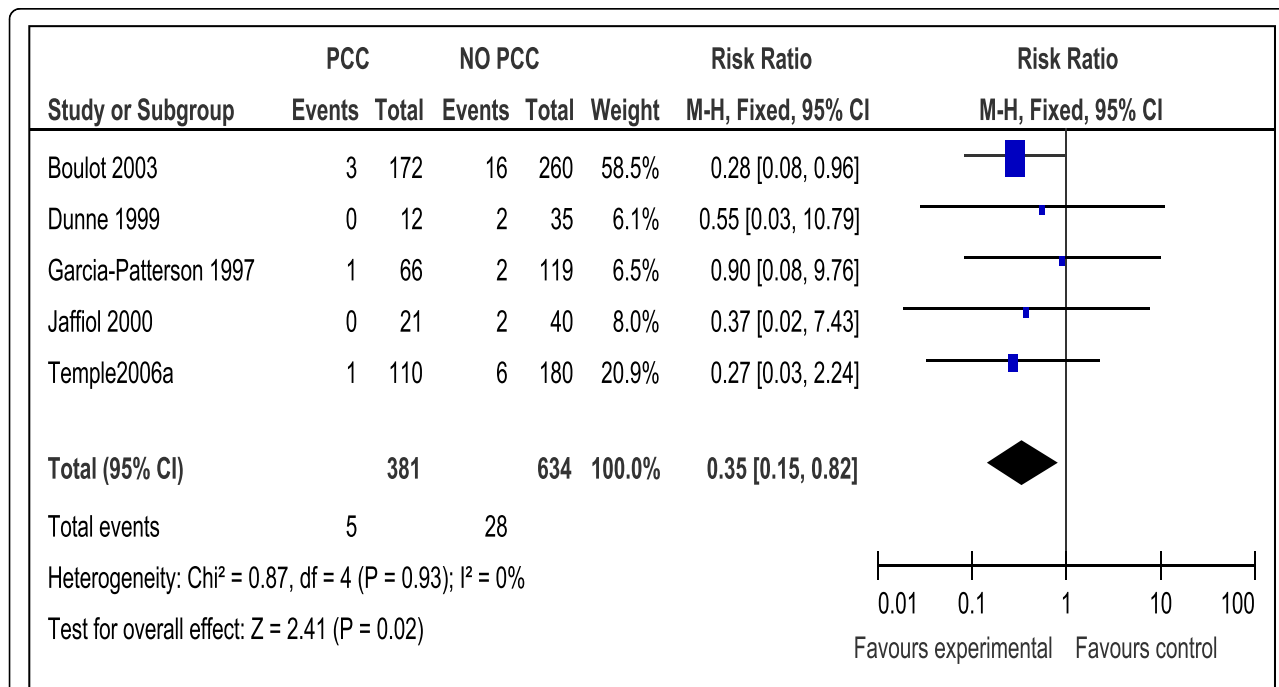 PCC NO PCC Risk Ratio Risk Ratio
Study or Subgroup Events Total Events Total Weight M-H, Fixed, 95% CI M-H, Fixed, 95% CI
Boulot 2003 3 172 16 260 58.5% 0.28 [0.08, 0.96]
Dunne 1999 0 12 2 35 6.1% 0.55 [0.03, 10.79]
Garcia-Patterson 1997 1 66 2 119 6.5% 0.90 [0.08, 9.76]
Jaffiol 2000 0 21 2 40 8.0% 0.37 [0.02, 7.43]
Temple2006a 1 110 6 180 20.9% 0.27 [0.03, 2.24]
Total (95% CI) 381 634 100.0% 0.35 [0.15, 0.82]
Total events 5 28
Heterogeneity: Chi² = 0.87, df = 4 (P = 0.93); I² = 0%
Test for overall effect: Z = 2.41 (P = 0.02)
0.01 0.1 1 10 100
Favours experimental Favours control